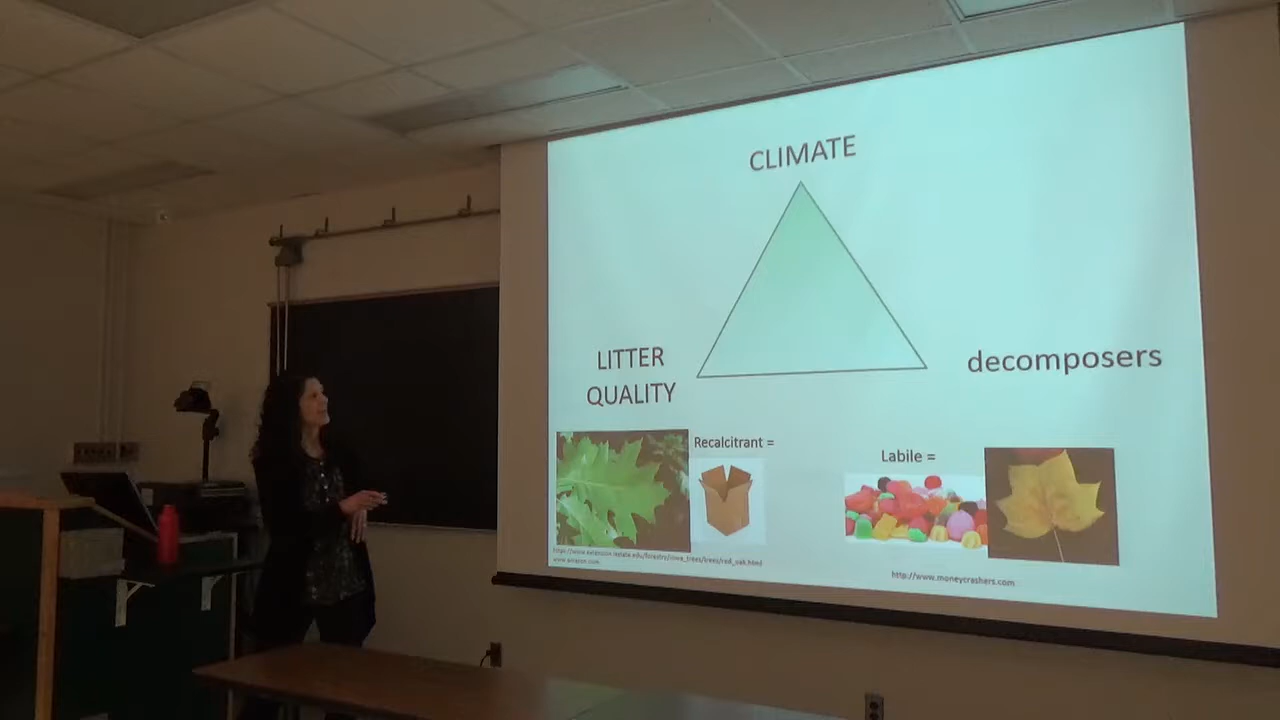 CLIMATE
LITTER
QUALITY
decomposers
Recalcitrant =
Labile =
http://www.moneycrashers.com